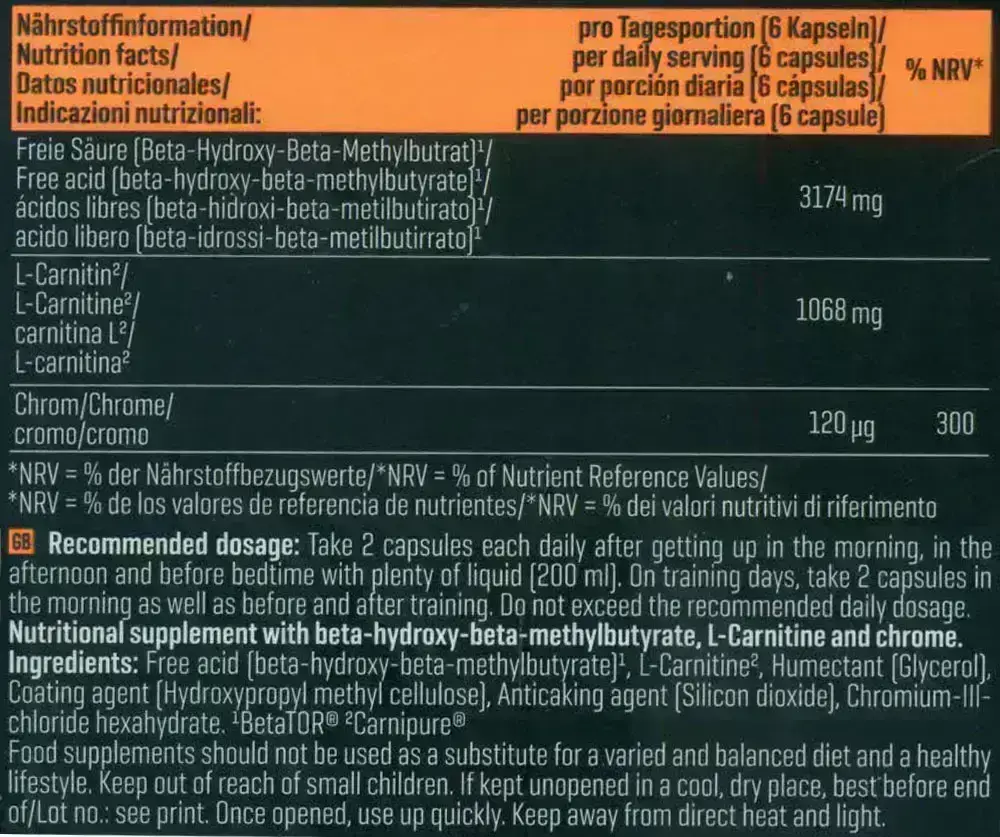 Nährstoffinformation/
Nutrition facts/
Datos nutricionales/
Indicazioni nutrizionali:
pro Tagesportion (6 Kapseln)/
per daily serving (6 capsules)/
por porción diaria (6 cápsulas)/
per porzione giornaliera (6 capsule)
% NRV*
Freie Säure (Beta-Hydroxy-Beta-Methylbutrat)¹/
Free acid (beta-hydroxy-beta-methylbutyrate)¹/
ácidos libres (beta-hidroxi-beta-metilbutirato)¹/
acido libero (beta-idrossi-beta-metilbutirrato)¹
3174 mg
L-Carnitin²/
L-Carnitine²/
carnitina L²/
L-carnitina²
1068 mg
Chrom/Chrome/
cromo/cromo
120 µg 300
*NRV = % der Nährstoffbezugswerte/*NRV = % of Nutrient Reference Values/
*NRV = % de los valores de referencia de nutrientes/*NRV = % dei valori nutritivi di riferimento
GB Recommended dosage: Take 2 capsules each daily after getting up in the morning, in the
afternoon and before bedtime with plenty of liquid (200 ml). On training days, take 2 capsules in
the morning as well as before and after training. Do not exceed the recommended daily dosage.
Nutritional supplement with beta-hydroxy-beta-methylbutyrate, L-Carnitine and chrome.
Ingredients: Free acid (beta-hydroxy-beta-methylbutyrate)¹, L-Carnitine², Humectant (Glycerol),
Coating agent (Hydroxypropyl methyl cellulose), Anticaking agent (Silicon dioxide), Chromium-III-
chloride hexahydrate. ¹BetaTOR® ²Carnipure®
Food supplements should not be used as a substitute for a varied and balanced diet and a healthy
lifestyle. Keep out of reach of small children. If kept unopened in a cool, dry place, best before end
of/Lot no.: see print. Once opened, use up quickly. Keep away from direct heat and light.